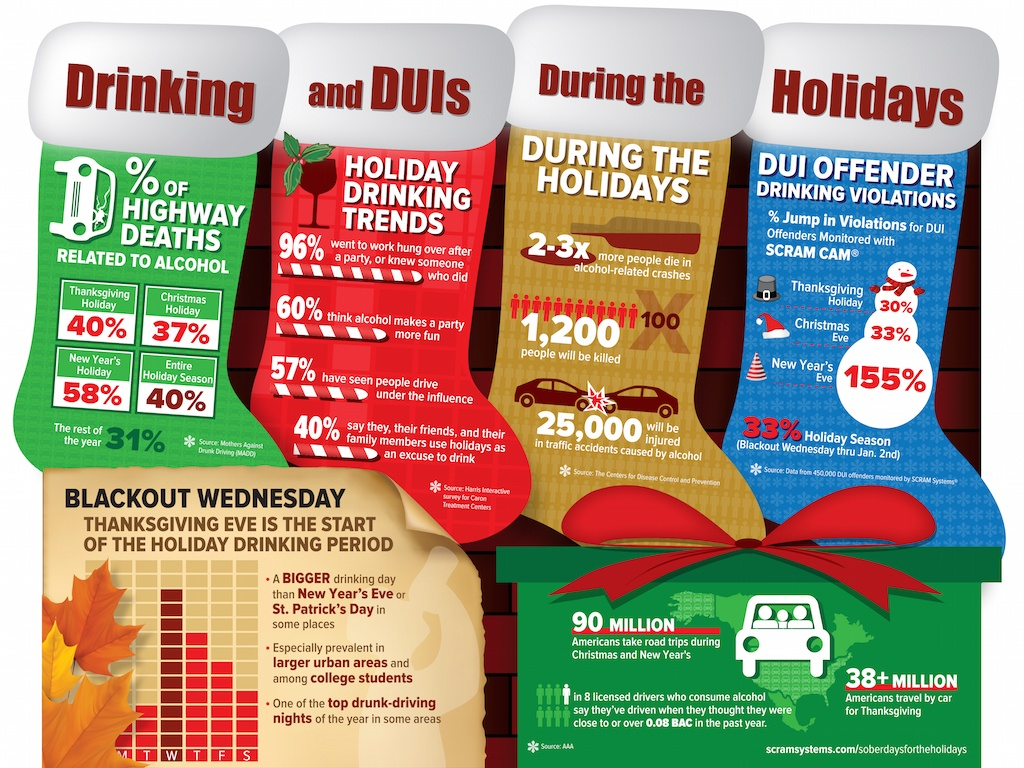 Drinking
and DUIs
During the
Holidays
% OF
HIGHWAY
DEATHS
RELATED TO ALCOHOL
Thanksgiving
Holiday
40%
Christmas
Holiday
37%
New Year's
Holiday
58%
Entire
Holiday Season
40%
The rest of
the year 31%
Source: Mothers Against
Drunk Driving (MADD)
HOLIDAY
DRINKING
TRENDS
96% went to work hung over after
a party, or knew someone
who did
60% think alcohol makes a party
more fun
57% have seen people drive
under the influence
40% say they, their friends, and their
family members use holidays as
an excuse to drink
Source: Harris Interactive
survey for Caron
Treatment Centers
DURING THE
HOLIDAYS
2-3x more people die in
alcohol-related crashes
X 100
1,200
people will be killed
25,000 will be
injured
in traffic accidents caused by alcohol
Source: The Centers for Disease Control and Prevention
DUI OFFENDER
DRINKING VIOLATIONS
% Jump in Violations for DUI
Offenders Monitored with
SCRAM CAM®
Thanksgiving
Holiday
30%
Christmas
Eve
33%
New Year's
Eve
155%
33% Holiday Season
(Blackout Wednesday thru Jan. 2nd)
Source: Data from 450,000 DUI offenders monitored by SCRAM Systems®
BLACKOUT WEDNESDAY
THANKSGIVING EVE IS THE START
OF THE HOLIDAY DRINKING PERIOD
• A BIGGER drinking day
than New Year's Eve or
St. Patrick's Day in
some places
• Especially prevalent in
larger urban areas and
among college students
• One of the top drunk-driving
nights of the year in some areas
M T W T F S
90 MILLION
Americans take road trips during
Christmas and New Year's
38+ MILLION
Americans travel by car
for Thanksgiving
in 8 licensed drivers who consume alcohol
say they've driven when they thought they were
close to or over 0.08 BAC in the past year.
Source: AAA
scramsystems.com/soberdaysfortheholidays